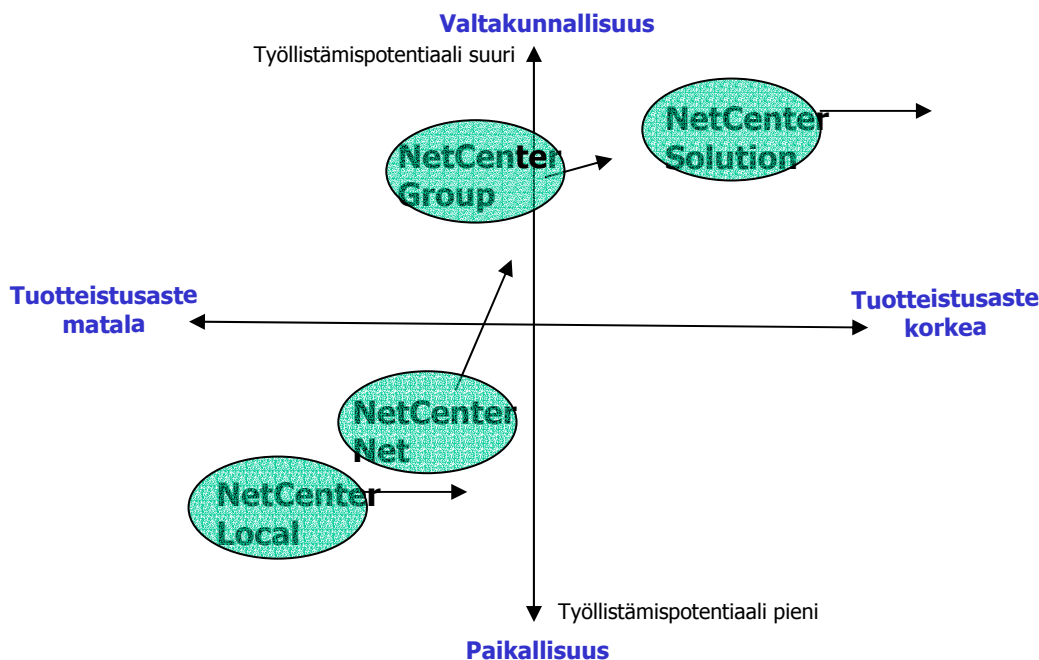 Valtakunnallisuus
Työllistämispotentiaali suuri
NetCenter
Solution
NetCenter
Group
Tuotteistusaste
matala
Tuotteistusaste
korkea
NetCenter
Net
NetCenter
Local
Työllistämispotentiaali pieni
Paikallisuus